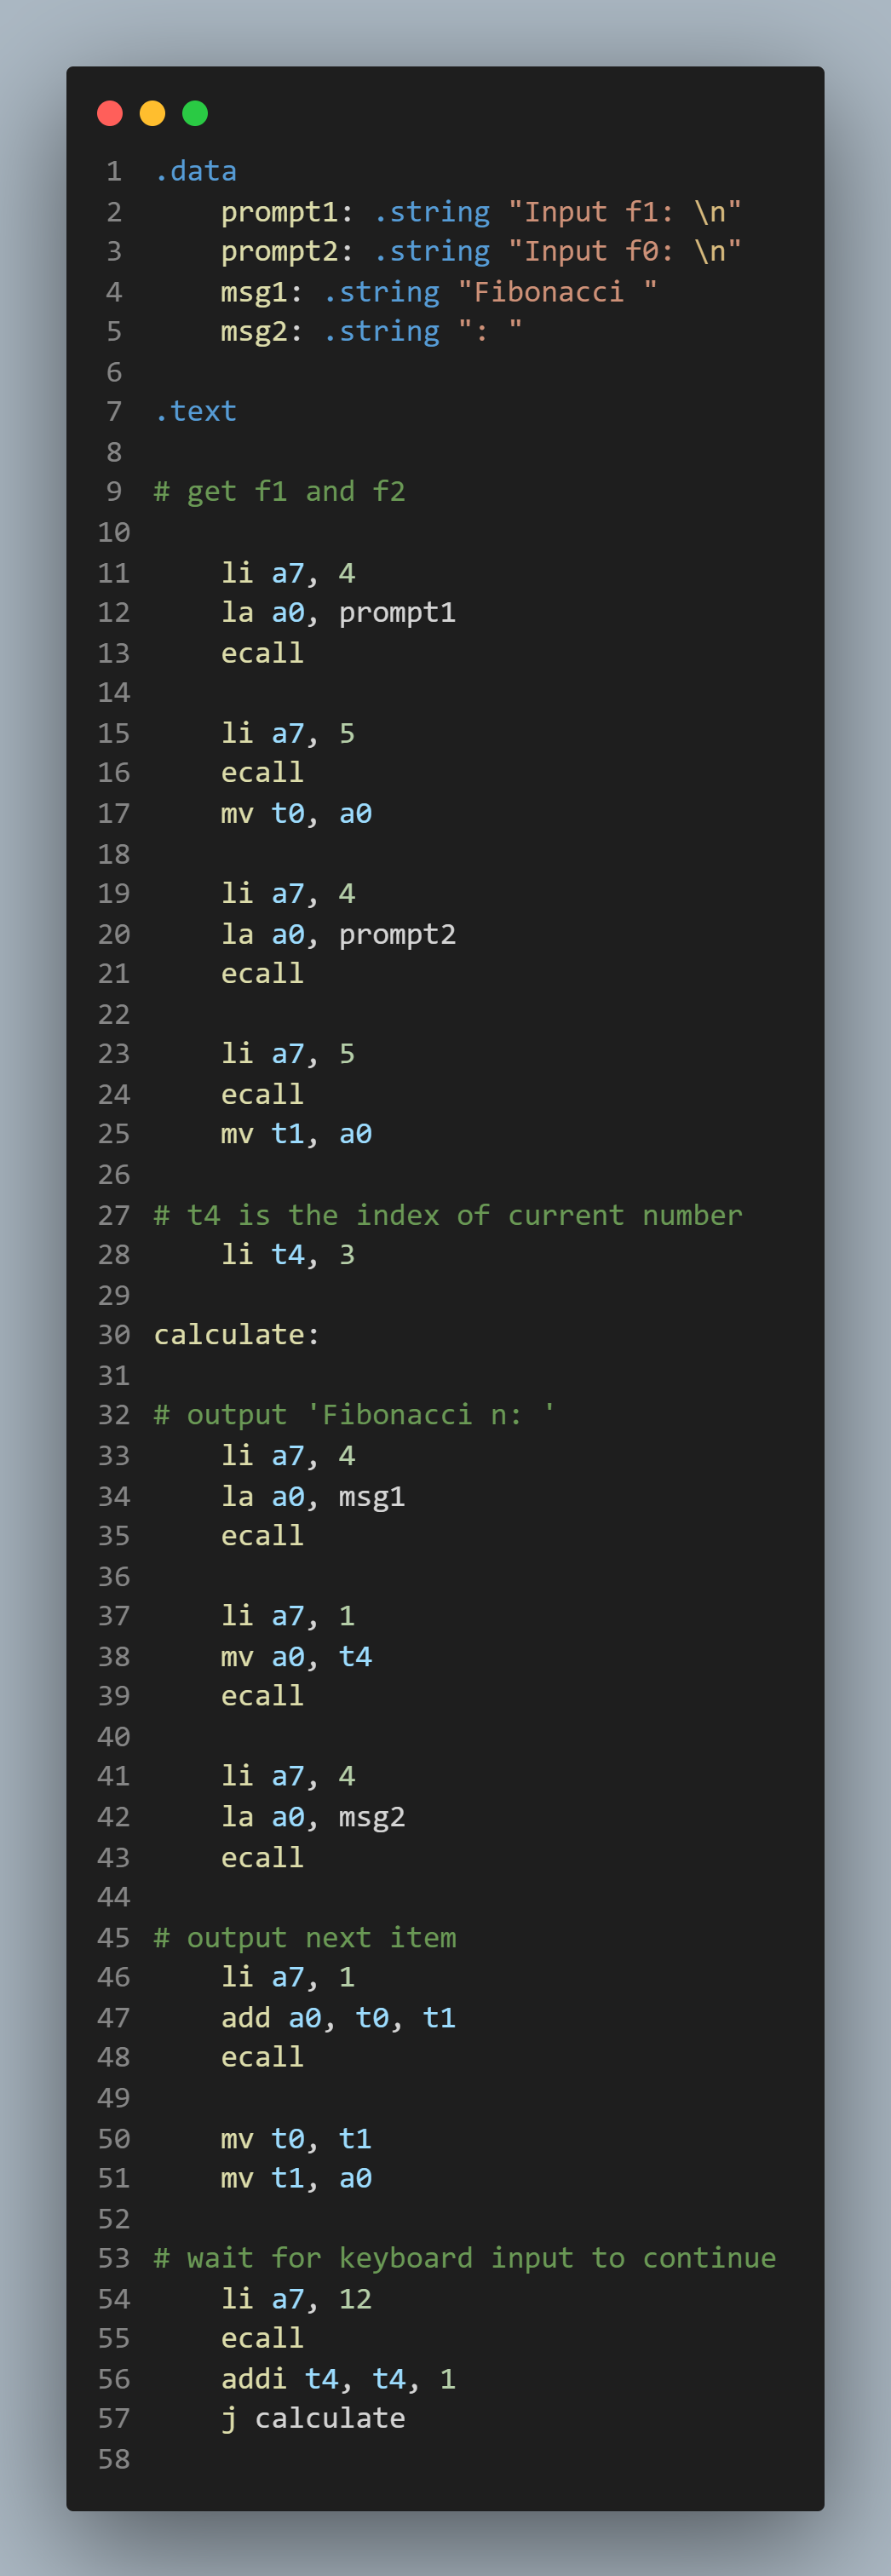 1 .data
2     prompt1: .string "Input f1: \n"
3     prompt2: .string "Input f0: \n"
4     msg1: .string "Fibonacci "
5     msg2: .string ": "
6
7 .text
8
9 # get f1 and f2
10
11     li a7, 4
12     la a0, prompt1
13     ecall
14
15     li a7, 5
16     ecall
17     mv t0, a0
18
19     li a7, 4
20     la a0, prompt2
21     ecall
22
23     li a7, 5
24     ecall
25     mv t1, a0
26
27 # t4 is the index of current number
28     li t4, 3
29
30 calculate:
31
32 # output 'Fibonacci n: '
33     li a7, 4
34     la a0, msg1
35     ecall
36
37     li a7, 1
38     mv a0, t4
39     ecall
40
41     li a7, 4
42     la a0, msg2
43     ecall
44
45 # output next item
46     li a7, 1
47     add a0, t0, t1
48     ecall
49
50     mv t0, t1
51     mv t1, a0
52
53 # wait for keyboard input to continue
54     li a7, 12
55     ecall
56     addi t4, t4, 1
57     j calculate
58